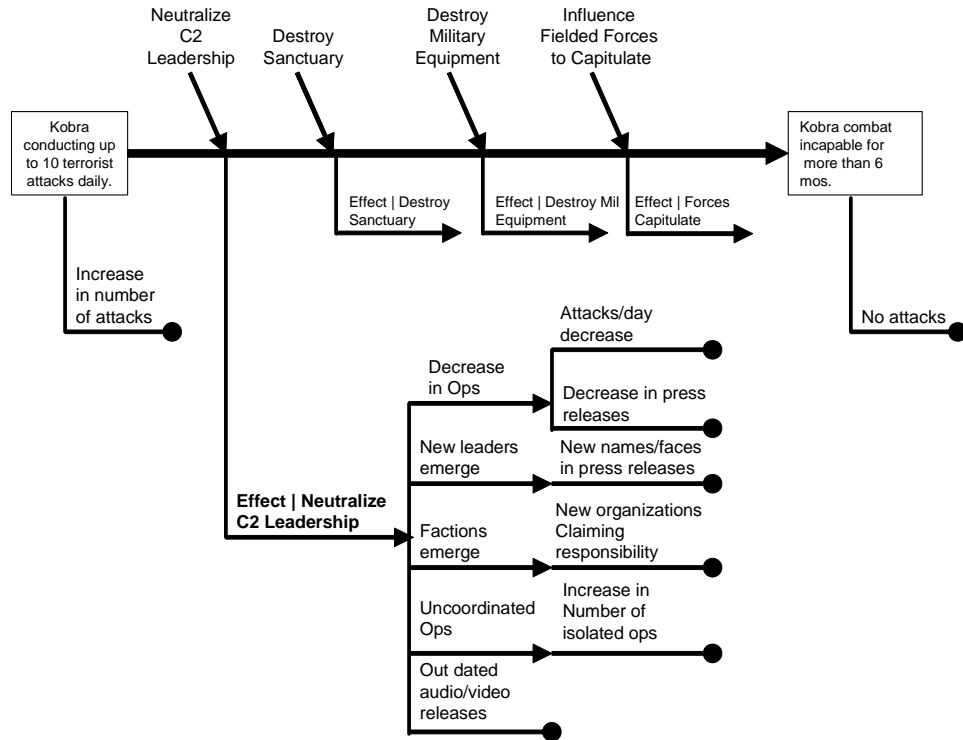 Neutralize
C2
Leadership
Destroy
Sanctuary
Destroy
Military
Equipment
Influence
Fielded Forces
to Capitulate
Kobra
conducting up
to 10 terrorist
attacks daily.
Kobra combat
incapable for
more than 6
mos.
Effect | Destroy
Sanctuary
Effect | Destroy Mil
Equipment
Effect | Forces
Capitulate
Increase
in number
of attacks
No attacks
Effect | Neutralize
C2 Leadership
Decrease
in Ops
Attacks/day
decrease
Decrease in press
releases
New leaders
emerge
New names/faces
in press releases
Factions
emerge
New organizations
Claiming
responsibility
Uncoordinated
Ops
Increase in
Number of
isolated ops
Out dated
audio/video
releases